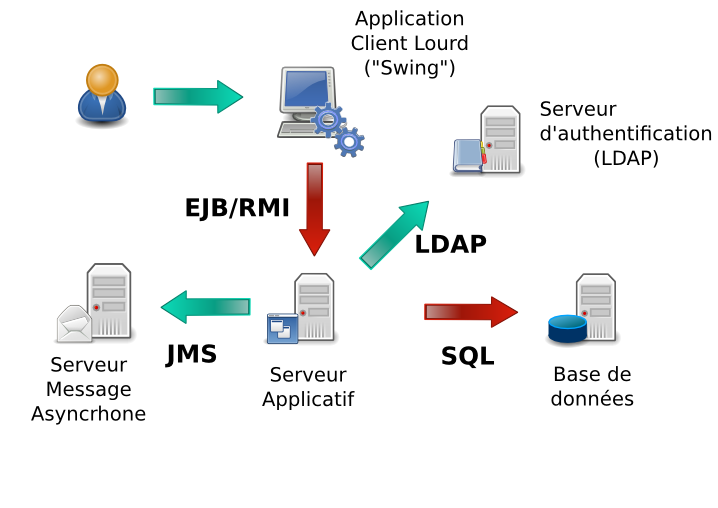 Application
Client Lourd
("Swing")
Serveur
d'authentification
(LDAP)
EJB/RMI
LDAP
JMS
SQL
Serveur
Message
Asyncrhone
Serveur
Applicatif
Base de
données